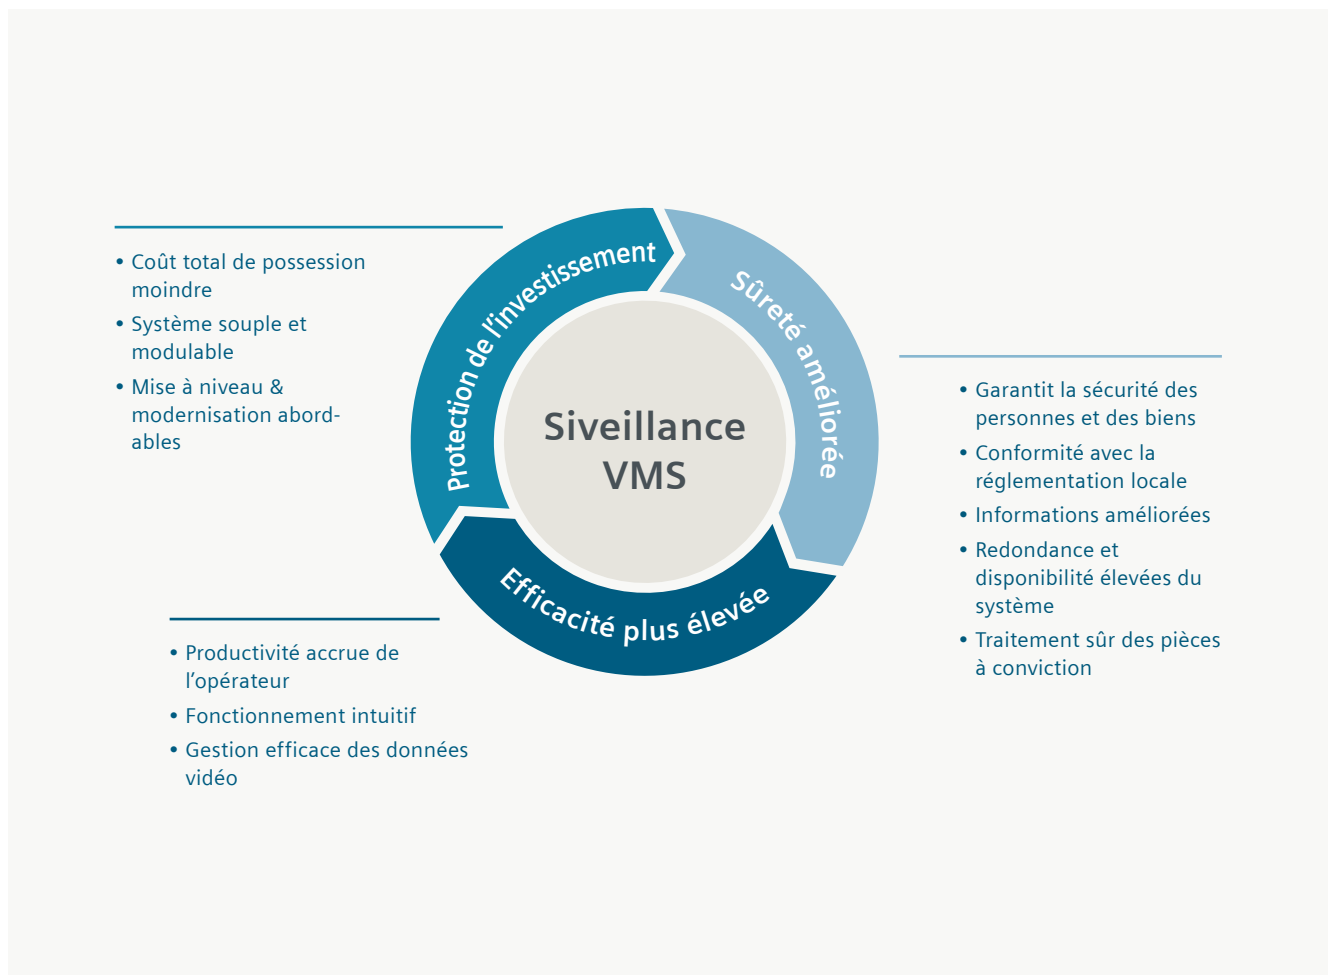 Protection de l’investissement
• Coût total de possession
moindre
• Système souple et
modulable
• Mise à niveau &
modernisation abord-
ables
Sûreté améliorée
• Garantit la sécurité des
personnes et des biens
• Conformité avec la
réglementation locale
• Informations améliorées
• Redondance et
disponibilité élevées du
système
• Traitement sûr des pièces
à conviction
Siveillance
VMS
Efficacité plus élevée
• Productivité accrue de
l’opérateur
• Fonctionnement intuitif
• Gestion efficace des données
vidéo